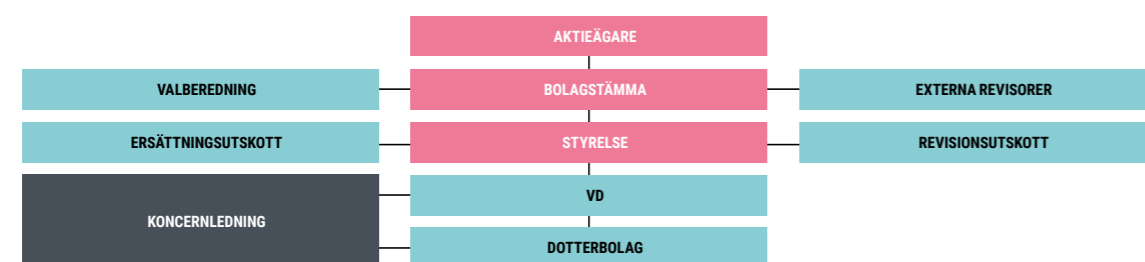 AKTIEÄGARE
VALBEREDNING
BOLAGSTÄMMA
EXTERNA REVISORER
ERSÄTTNINGSUTSKOTT
STYRELSE
REVISIONSUTSKOTT
KONCERNLEDNING
VD
DOTTERBOLAG